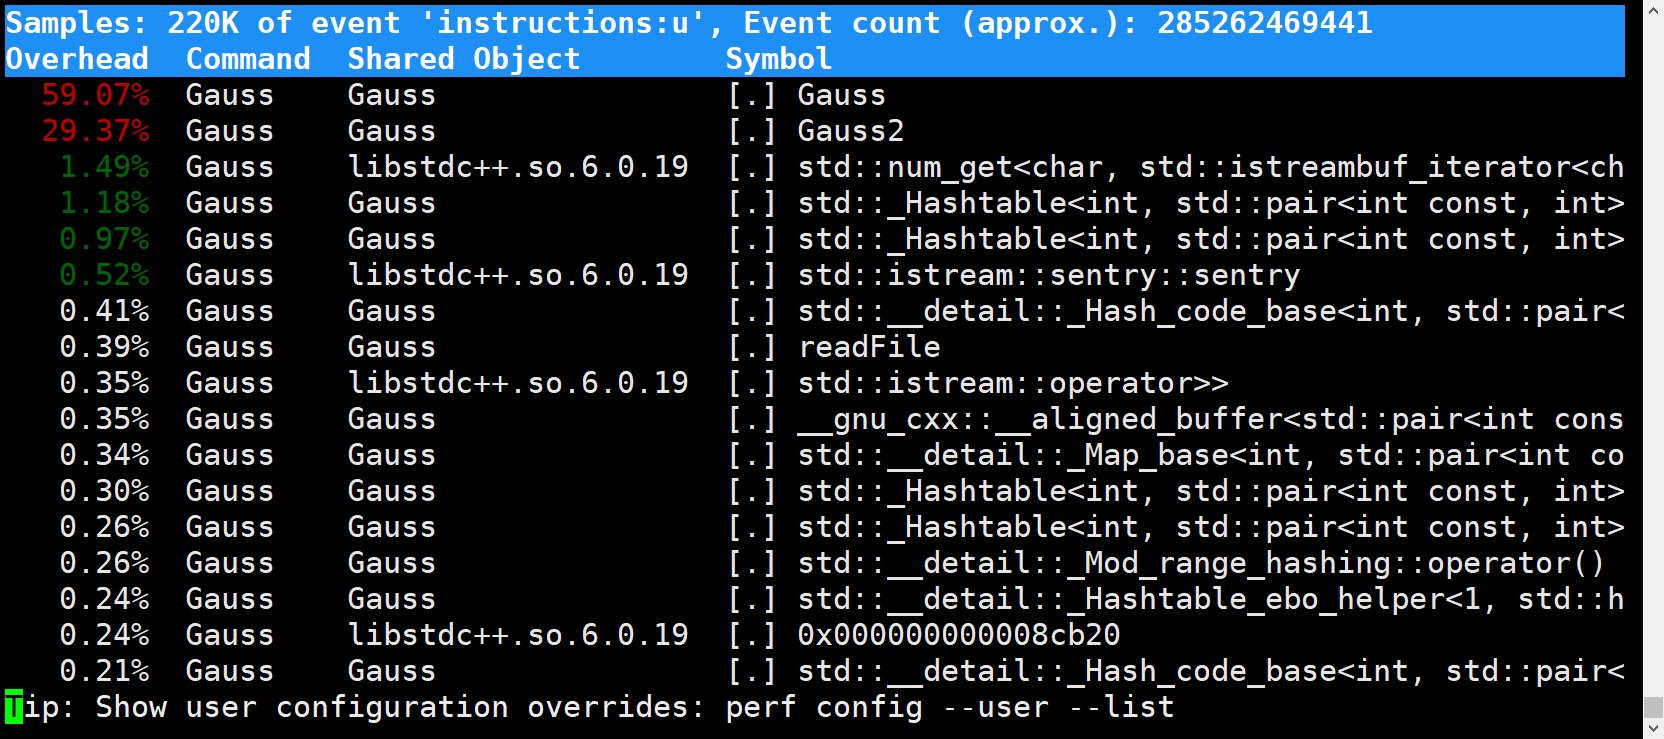 Samples: 220K of event 'instructions:u', Event count (approx.): 285262469441
Overhead  Command  Shared Object        Symbol
59.07%  Gauss    Gauss                [.] Gauss
29.37%  Gauss    Gauss                [.] Gauss2
1.49%  Gauss    libstdc++.so.6.0.19  [.] std::num_get<char, std::istreambuf_iterator<ch
1.18%  Gauss    Gauss                [.] std::_Hashtable<int, std::pair<int const, int>
0.97%  Gauss    Gauss                [.] std::_Hashtable<int, std::pair<int const, int>
0.52%  Gauss    libstdc++.so.6.0.19  [.] std::istream::sentry::sentry
0.41%  Gauss    Gauss                [.] std::__detail::_Hash_code_base<int, std::pair<
0.39%  Gauss    Gauss                [.] readFile
0.35%  Gauss    libstdc++.so.6.0.19  [.] std::istream::operator>>
0.35%  Gauss    Gauss                [.] __gnu_cxx::__aligned_buffer<std::pair<int cons
0.34%  Gauss    Gauss                [.] std::__detail::_Map_base<int, std::pair<int co
0.30%  Gauss    Gauss                [.] std::_Hashtable<int, std::pair<int const, int>
0.26%  Gauss    Gauss                [.] std::_Hashtable<int, std::pair<int const, int>
0.26%  Gauss    Gauss                [.] std::__detail::_Mod_range_hashing::operator()
0.24%  Gauss    Gauss                [.] std::__detail::_Hashtable_ebo_helper<1, std::h
0.24%  Gauss    libstdc++.so.6.0.19  [.] 0x000000000008cb20
0.21%  Gauss    Gauss                [.] std::__detail::_Hash_code_base<int, std::pair<
Tip: Show user configuration overrides: perf config --user --list